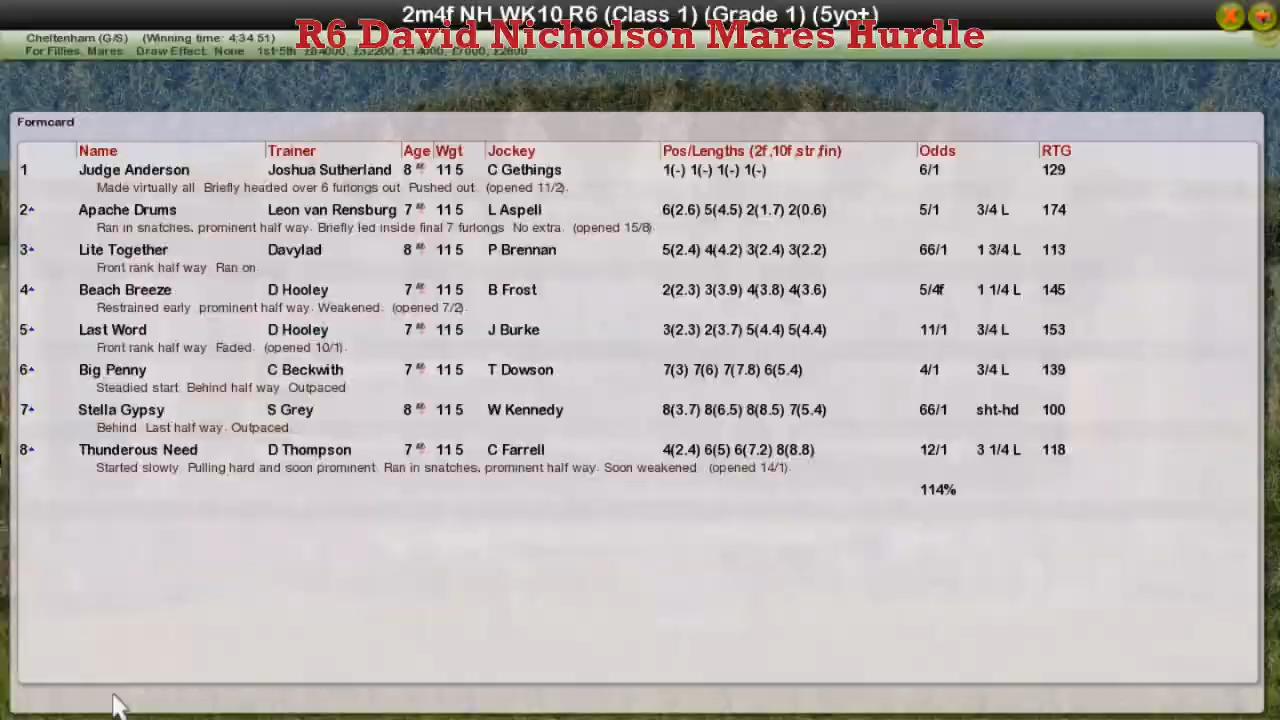 2m4f NH WK10 R6 (Class 1) (Grade 1) (5yo+)
R6 David Nicholson Mares Hurdle
Cheltenham (G/S) (Winning time: 4:34.51)
For Fillies, Mares Draw Effect: None 1st-5th
Formcard
Name Trainer Age Wgt Jockey Pos/Lengths (2f,10f,str,fin) Odds RTG
1 Judge Anderson Joshua Sutherland 8 11 5 C Gethings 1(-) 1(-) 1(-) 1(-) 6/1 129
Made virtually all. Briefly headed over 6 furlongs out. Pushed out. (opened 11/2).
2 Apache Drums Leon van Rensburg 7 11 5 L Aspell 6(2.6) 5(4.5) 2(1.7) 2(0.6) 5/1 3/4 L 174
Ran in snatches, prominent half way. Briefly led inside final 7 furlongs. No extra. (opened 15/8).
3 Lite Together Davylad 8 11 5 P Brennan 5(2.4) 4(4.2) 3(2.4) 3(2.2) 66/1 1 3/4 L 113
Front rank half way. Ran on.
4 Beach Breeze D Hooley 7 11 5 B Frost 2(2.3) 3(3.9) 4(3.8) 4(3.6) 5/4f 1 1/4 L 145
Restrained early, prominent half way. Weakened. (opened 7/2).
5 Last Word D Hooley 7 11 5 J Burke 3(2.3) 2(3.7) 5(4.4) 5(4.4) 11/1 3/4 L 153
Front rank half way. Faded. (opened 10/1).
6 Big Penny C Beckwith 7 11 5 T Dowson 7(3) 7(6) 7(7.8) 6(5.4) 4/1 3/4 L 139
Steadied start. Behind half way. Outpaced.
7 Stella Gypsy S Grey 8 11 5 W Kennedy 8(3.7) 8(6.5) 8(8.5) 7(5.4) 66/1 sht-hd 100
Behind. Last half way. Outpaced.
8 Thunderous Need D Thompson 7 11 5 C Farrell 4(2.4) 6(5) 6(7.2) 8(8.8) 12/1 3 1/4 L 118
Started slowly. Pulling hard and soon prominent. Ran in snatches, prominent half way. Soon weakened. (opened 14/1).
114%